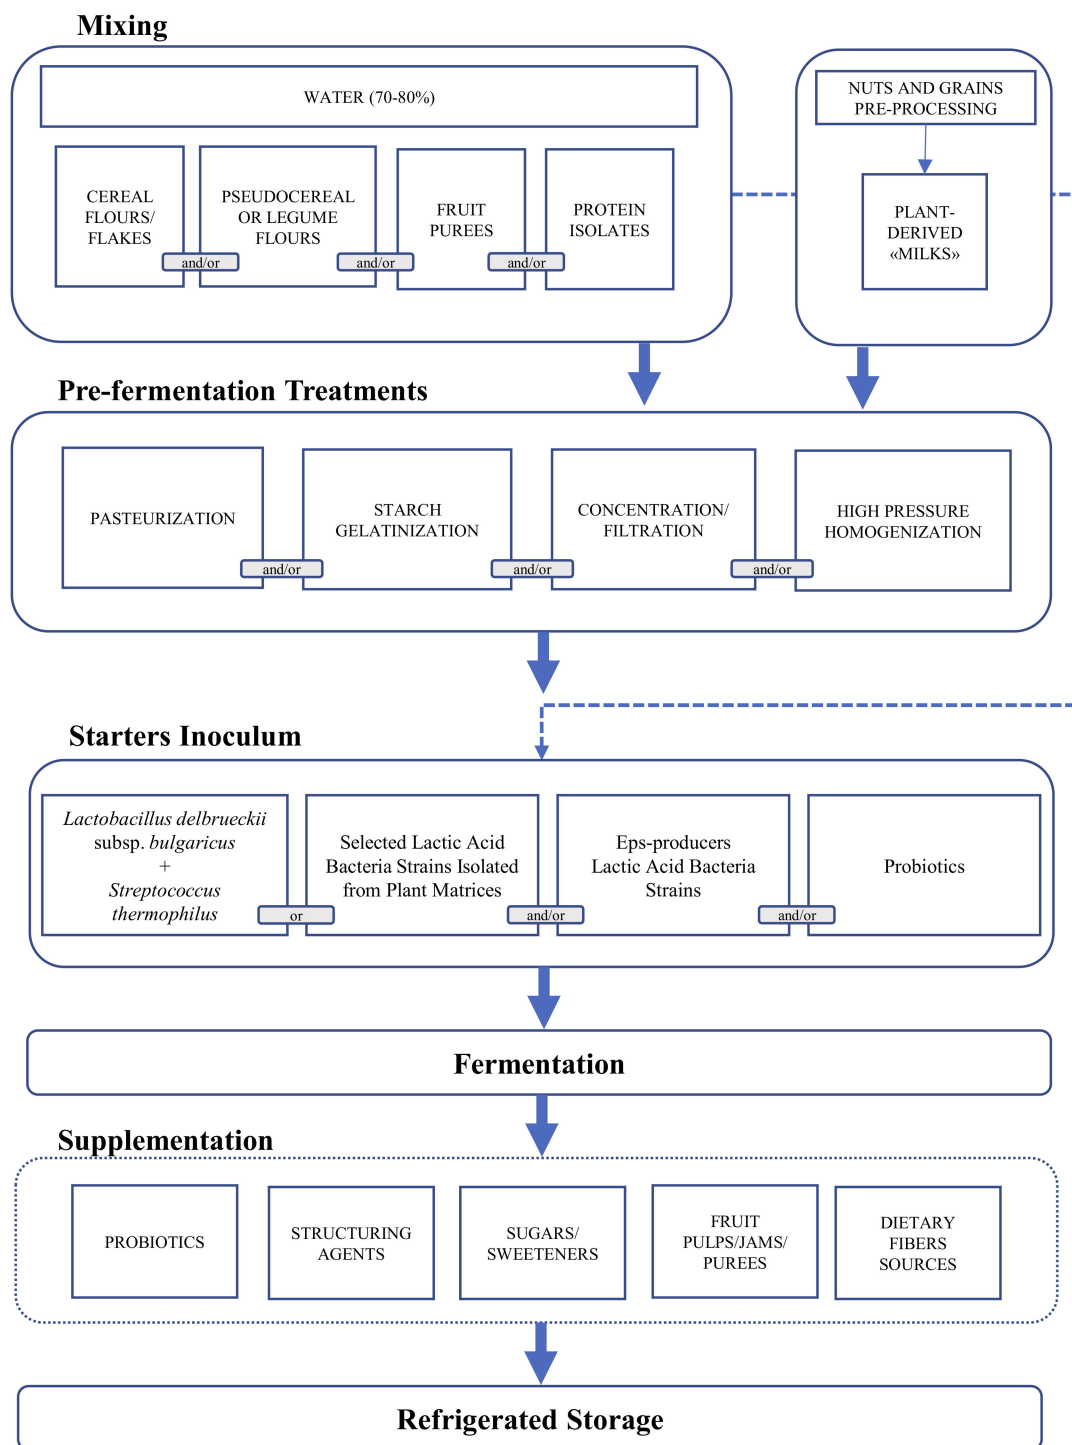 Mixing
WATER (70-80%)
CEREAL
FLOURS/
FLAKES
and/or
PSEUDOCEREAL
OR LEGUME
FLOURS
and/or
FRUIT
PUREES
and/or
PROTEIN
ISOLATES
NUTS AND GRAINS
PRE-PROCESSING
PLANT-
DERIVED
«MILKS»
Pre-fermentation Treatments
PASTEURIZATION
and/or
STARCH
GELATINIZATION
and/or
CONCENTRATION/
FILTRATION
and/or
HIGH PRESSURE
HOMOGENIZATION
Starters Inoculum
Lactobacillus delbrueckii
subsp. bulgaricus
+
Streptococcus
thermophilus
or
Selected Lactic Acid
Bacteria Strains Isolated
from Plant Matrices
and/or
Eps-producers
Lactic Acid Bacteria
Strains
and/or
Probiotics
Fermentation
Supplementation
PROBIOTICS
STRUCTURING
AGENTS
SUGARS/
SWEETENERS
FRUIT
PULPS/JAMS/
PUREES
DIETARY
FIBERS
SOURCES
Refrigerated Storage